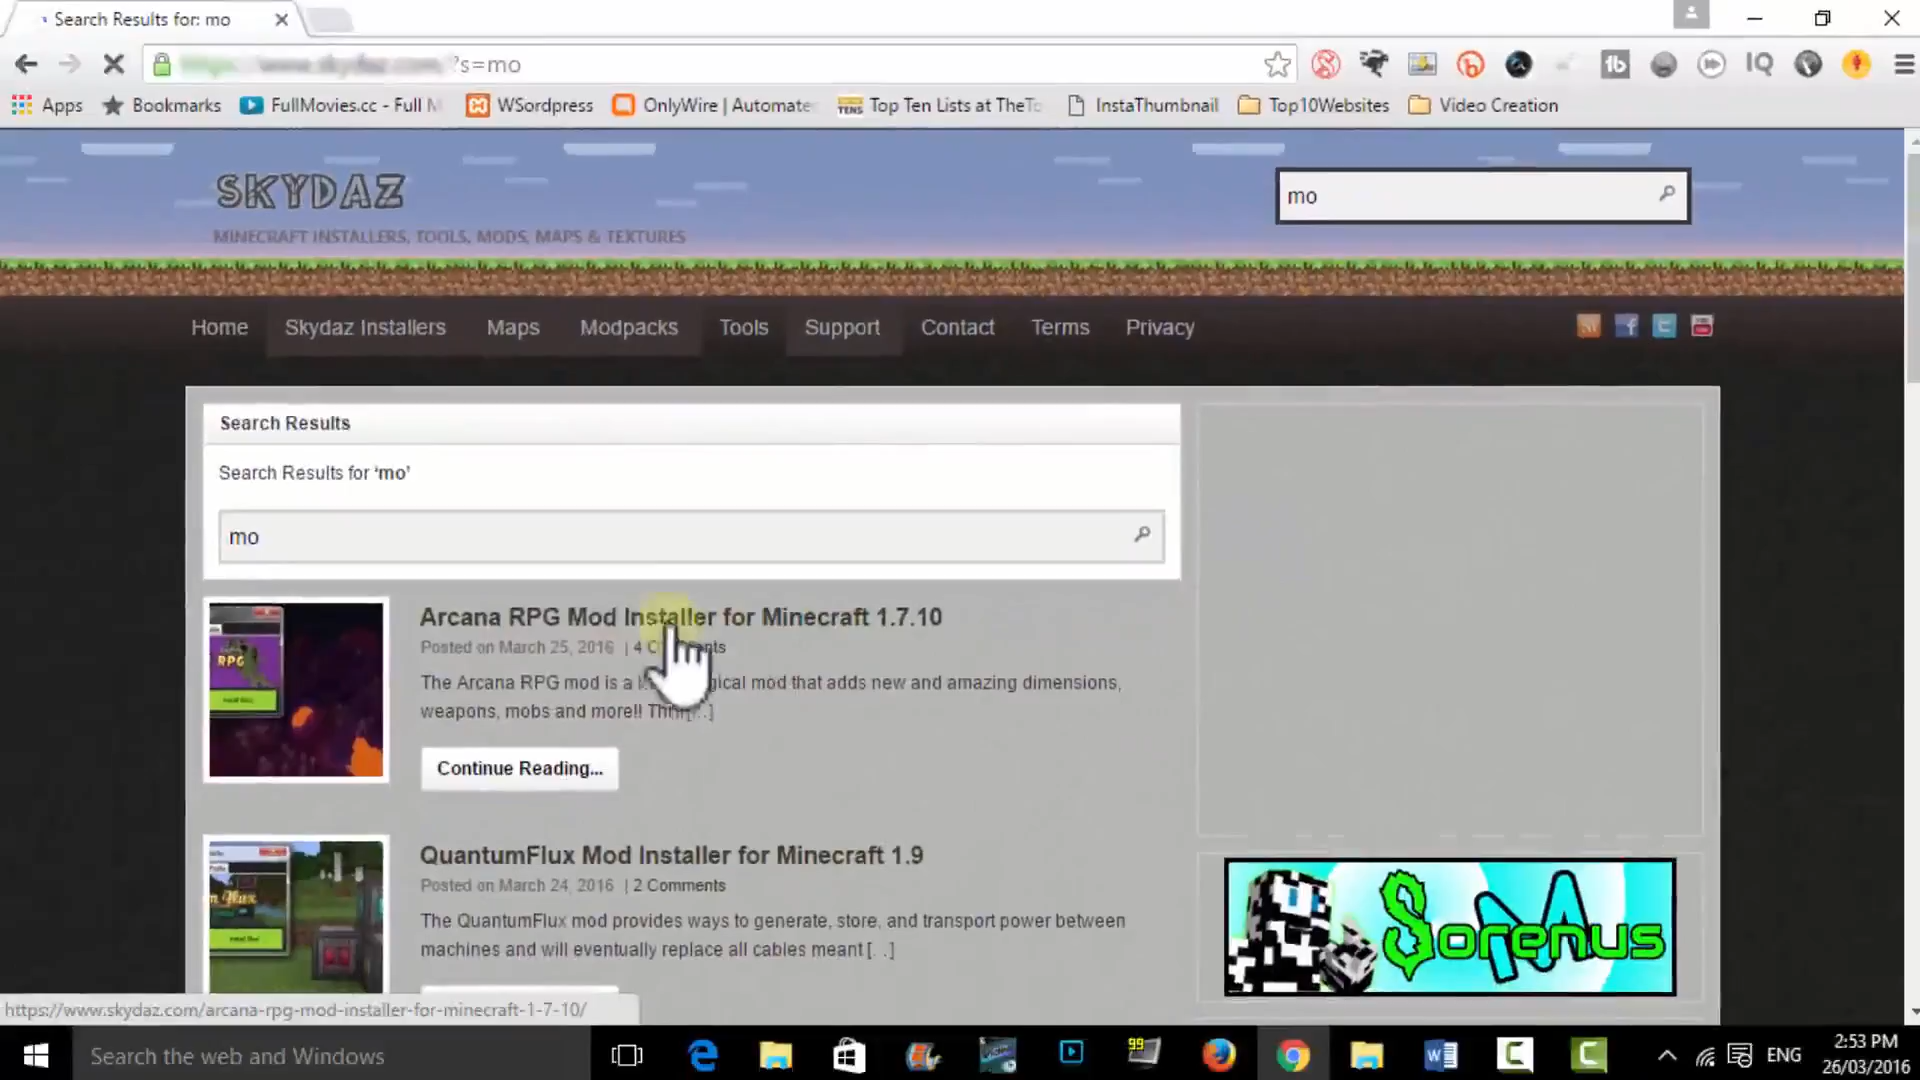 Search Results for: mo
?s=mo
Apps
Bookmarks
FullMovies.cc - Full M
WSordpress
OnlyWire | Automate
Top Ten Lists at TheTo
InstaThumbnail
Top10Websites
Video Creation
SKYDAZ
MINECRAFT INSTALLERS, TOOLS, MODS, MAPS & TEXTURES
mo
Home
Skydaz Installers
Maps
Modpacks
Tools
Support
Contact
Terms
Privacy
Search Results
Search Results for ‘mo’
mo
RPG
Arcana RPG Mod Installer for Minecraft 1.7.10
Posted on March 25, 2016 | 4
The Arcana RPG mod is a mod that adds new and amazing dimensions,
weapons, mobs and more!! [...]
Continue Reading...
QuantumFlux Mod Installer for Minecraft 1.9
Posted on March 24, 2016 | 2 Comments
The QuantumFlux mod provides ways to generate, store, and transport power between
machines and will eventually replace all cables meant [...]
Sorenus
M
https://www.skydaz.com/arcana-rpg-mod-installer-for-minecraft-1-7-10/
Search the web and Windows
99
ENG
2:53 PM
26/03/2016